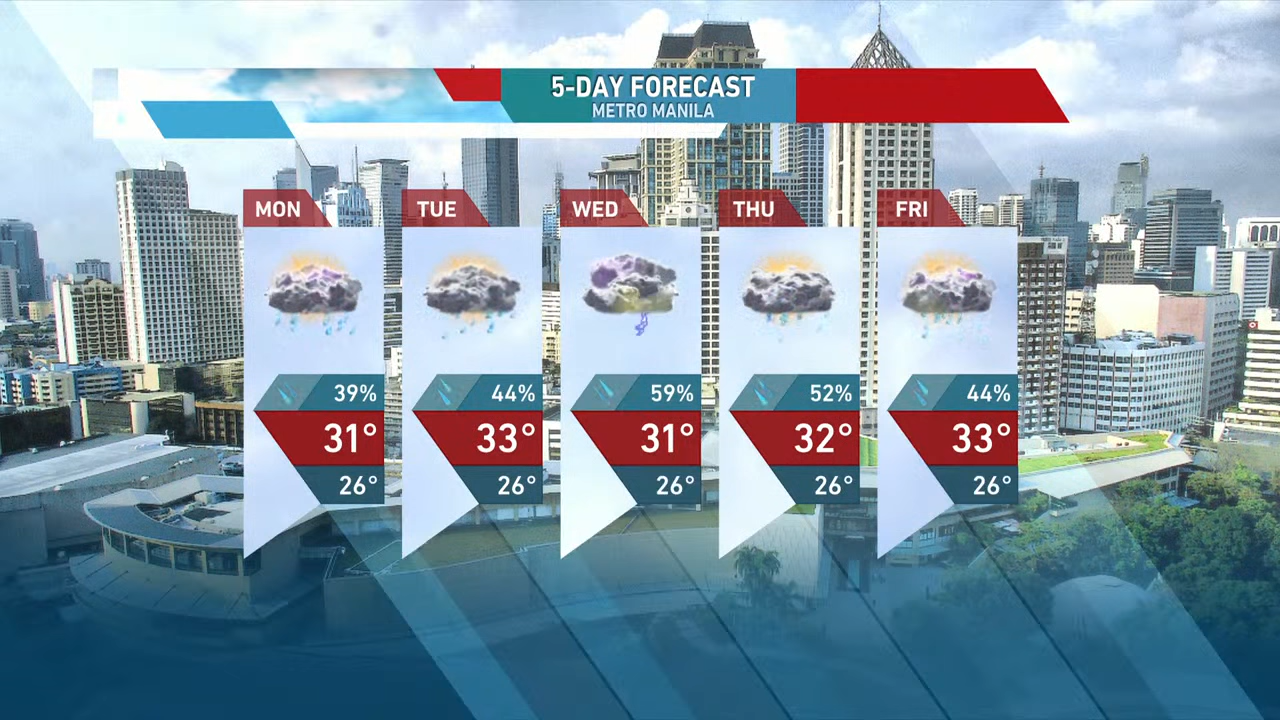 5-DAY FORECAST
METRO MANILA
MON
39%
31°
26°
TUE
44%
33°
26°
WED
59%
31°
26°
THU
52%
32°
26°
FRI
44%
33°
26°